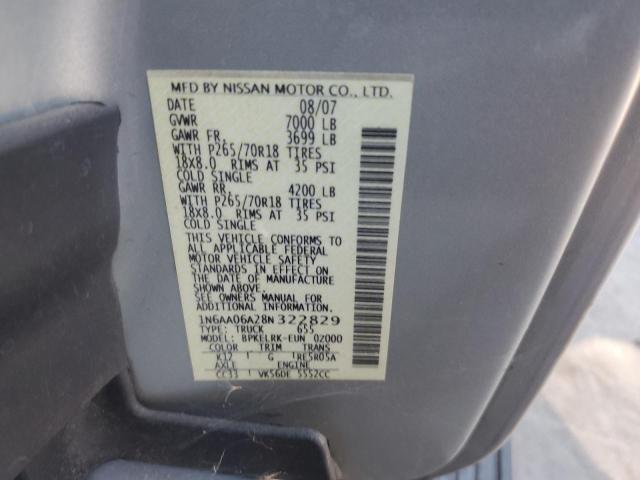 MFD BY NISSAN MOTOR CO., LTD.
DATE 08/07
GVWR 7000 LB
GAWR FR. 3699 LB
WITH P265/70R18 TIRES
18X8.0 RIMS AT 35 PSI
COLD SINGLE
GAWR RR. 4200 LB
WITH P265/70R18 TIRES
18X8.0 RIMS AT 35 PSI
COLD SINGLE
THIS VEHICLE CONFORMS TO
ALL APPLICABLE FEDERAL
MOTOR VEHICLE SAFETY
STANDARDS IN EFFECT ON
THE DATE OF MANUFACTURE
SHOWN ABOVE.
SEE OWNERS MANUAL FOR
ADDITIONAL INFORMATION.
1N6AA06A28N322829
TYPE: TRUCK 655
MODEL: BPKELRK-EUN 02000
COLOR TRIM TRANS
K12 G RE5R05A
AXLE ENGINE
CC33 VK56DE 5552CC